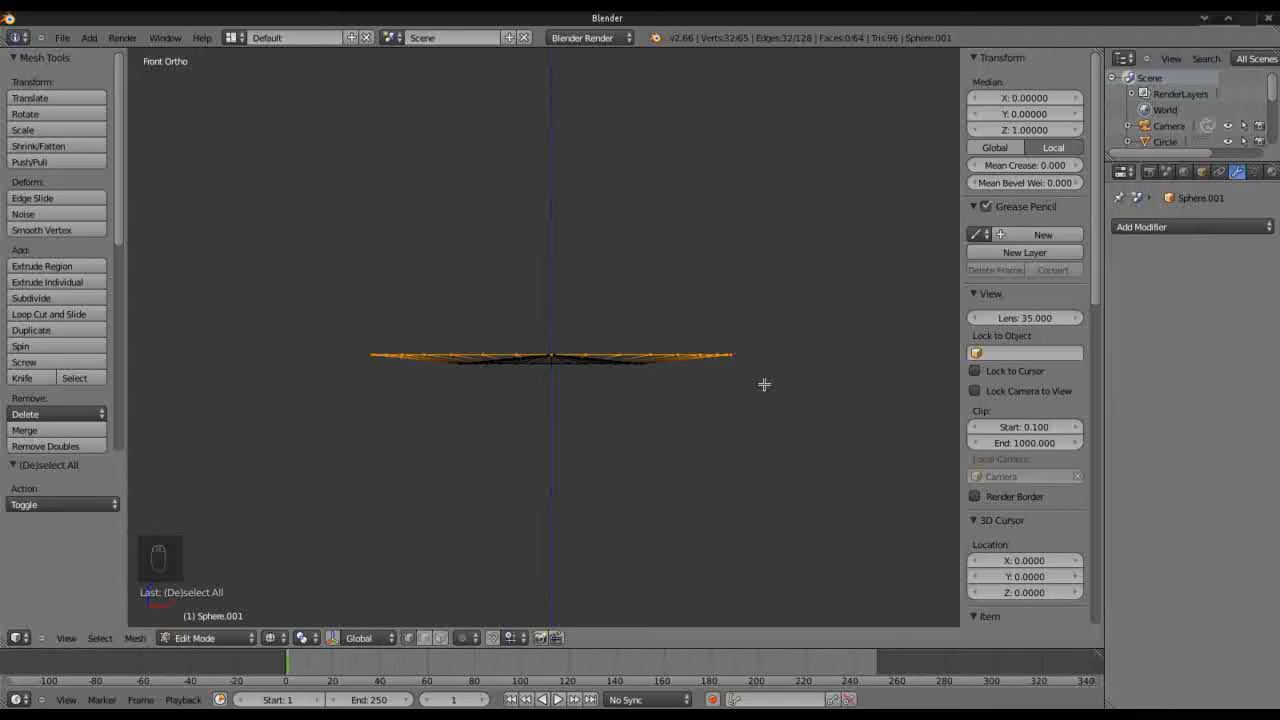 Blender
File Add Render Window Help Default Scene Blender Render v2.66 | Verts:32/65 | Edges:32/128 | Faces:0/64 | Tris:96 | Sphere.001 View Search All Scenes
Mesh Tools
Transform:
Translate
Rotate
Scale
Shrink/Fatten
Push/Pull
Deform:
Edge Slide
Noise
Smooth Vertex
Add:
Extrude Region
Extrude Individual
Subdivide
Loop Cut and Slide
Duplicate
Spin
Screw
Knife Select
Remove:
Delete
Merge
Remove Doubles
(De)select All
Action:
Toggle
Front Ortho
Last: (De)select All
(1) Sphere.001
Transform
Median:
X: 0.00000
Y: 0.00000
Z: 1.00000
Global Local
Mean Crease: 0.000
Mean Bevel Wei: 0.000
Grease Pencil
New
New Layer
Delete Frame Convert
View
Lens: 35.000
Lock to Object
Lock to Cursor
Lock Camera to View
Clip:
Start: 0.100
End: 1000.000
Local Camera:
Camera
Render Border
3D Cursor
Location:
X: 0.0000
Y: 0.0000
Z: 0.0000
Item
Scene
RenderLayers
World
Camera
Circle
Sphere.001
Add Modifier
View Select Mesh Edit Mode Global
-40 -20 0 20 40 60 80 100 120 140 160 180 200 220 240 260 280 300 320 340
View Marker Frame Playback Start: 1 End: 250 1 No Sync